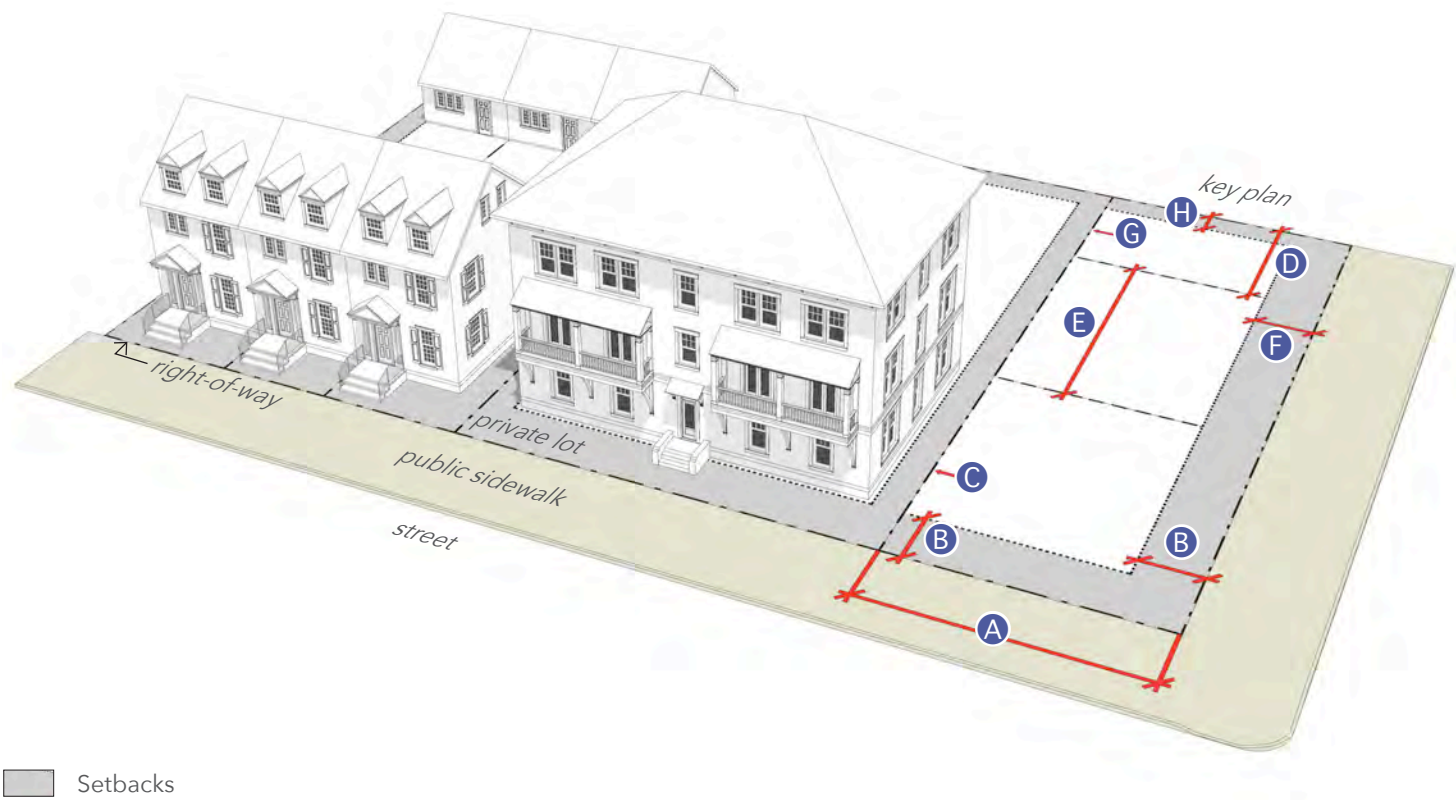 key plan
H
G
D
E
F
right-of-way
private lot
public sidewalk
C
street
B
B
A
Setbacks